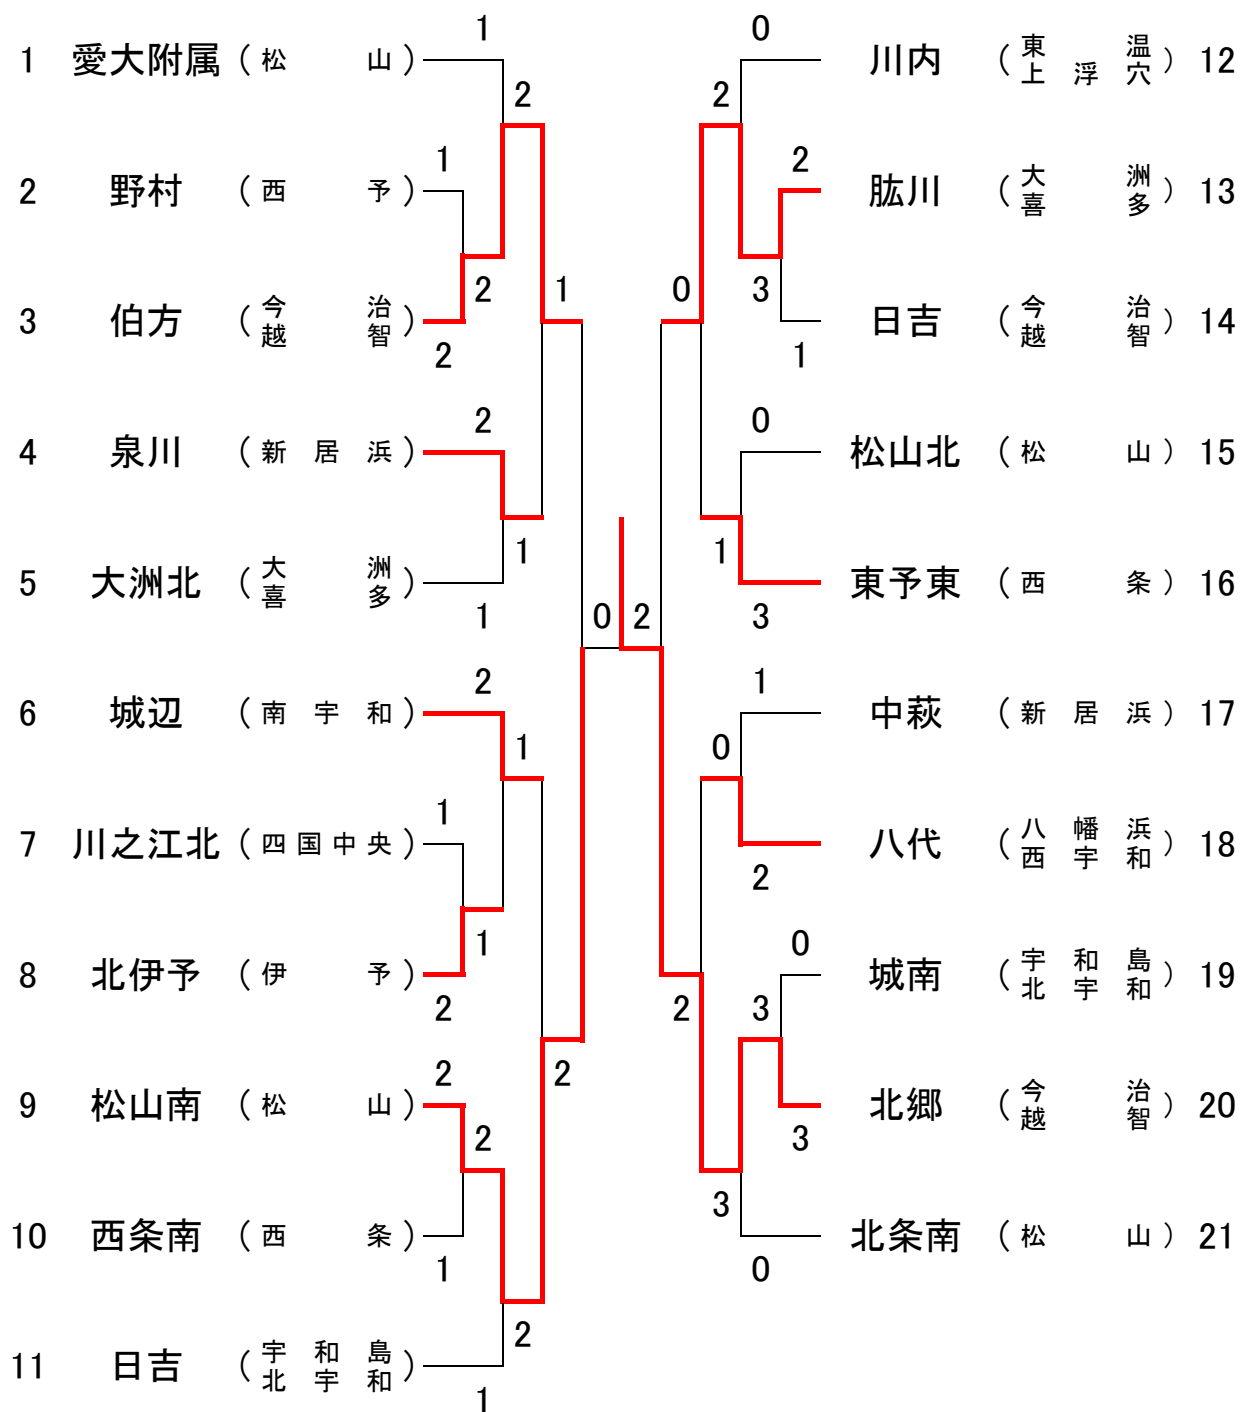 1 愛大附属 (松山) 1
2 野村 (西予) 1
3 伯方 (今治越智) 2
4 泉川 (新居浜) 2
5 大洲北 (大洲喜多) 1
6 城辺 (南宇和) 2
7 川之江北 (四国中央) 1
8 北伊予 (伊予) 2
9 松山南 (松山) 2
10 西条南 (西条) 1
11 日吉 (宇和島北宇和) 1
2
2
1
1
1
1
2
2
2
0 2
0 川内 (東温上浮穴) 12
2 肱川 (大洲喜多) 13
1 日吉 (今治越智) 14
0 松山北 (松山) 15
3 東予東 (西条) 16
1 中萩 (新居浜) 17
2 八代 (八幡浜西宇和) 18
0 城南 (宇和島北宇和) 19
3 北郷 (今治越智) 20
0 北条南 (松山) 21
2
3
0
1
0
3
2
3